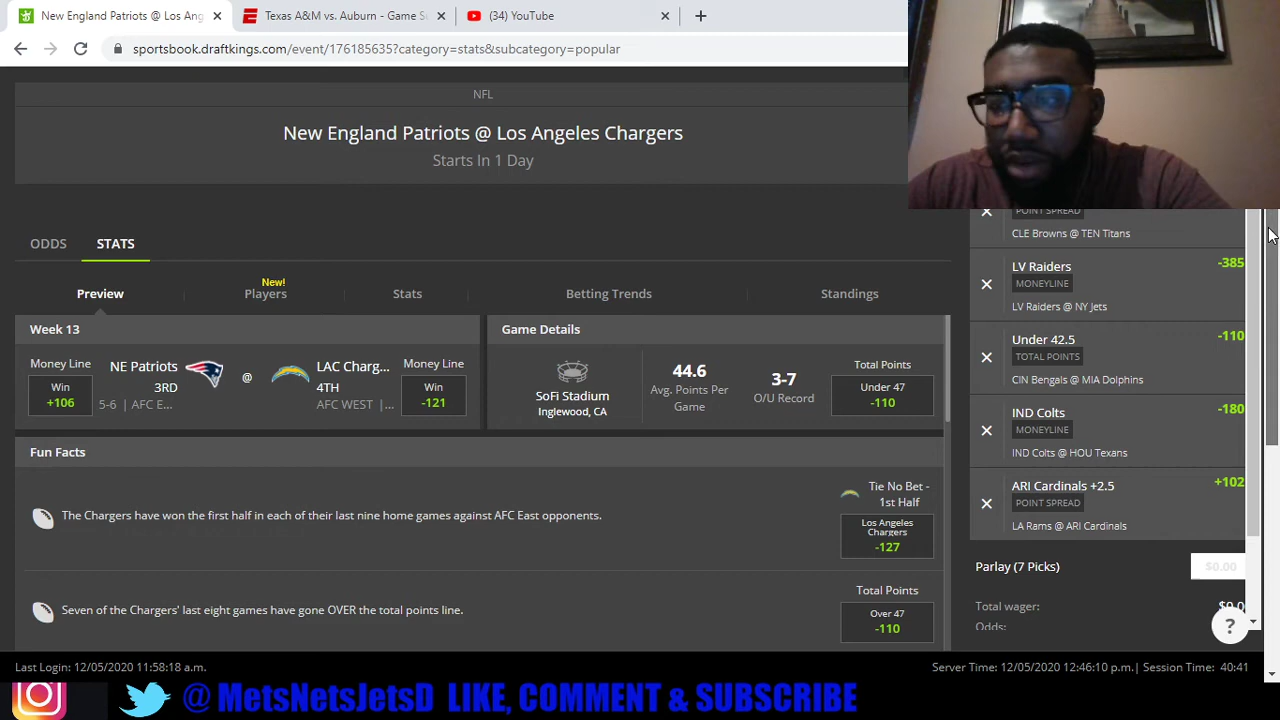 New England Patriots @ Los Ang
Texas A&M vs. Auburn - Game S
(34) YouTube
sportsbook.draftkings.com/event/176185635?category=stats&subcategory=popular
NFL
New England Patriots @ Los Angeles Chargers
Starts In 1 Day
ODDS
STATS
Preview
New!
Players
Stats
Betting Trends
Standings
Week 13
Money Line
Win
+106
NE Patriots
3RD
5-6 | AFC E...
@
LAC Charg...
4TH
AFC WEST |...
Money Line
Win
-121
Game Details
SoFi Stadium
Inglewood, CA
44.6
Avg. Points Per
Game
3-7
O/U Record
Total Points
Under 47
-110
Fun Facts
The Chargers have won the first half in each of their last nine home games against AFC East opponents.
Tie No Bet -
1st Half
Los Angeles
Chargers
-127
Seven of the Chargers' last eight games have gone OVER the total points line.
Total Points
Over 47
-110
POINT SPREAD
CLE Browns @ TEN Titans
LV Raiders
-385
MONEYLINE
LV Raiders @ NY Jets
Under 42.5
-110
TOTAL POINTS
CIN Bengals @ MIA Dolphins
IND Colts
-180
MONEYLINE
IND Colts @ HOU Texans
ARI Cardinals +2.5
+102
POINT SPREAD
LA Rams @ ARI Cardinals
Parlay (7 Picks)
$0.00
Total wager:
$0.0
Odds:
?
Last Login: 12/05/2020 11:58:18 a.m.
Server Time: 12/05/2020 12:46:10 p.m.| Session Time: 40:41
@ MetsNetsJetsD LIKE, COMMENT & SUBSCRIBE